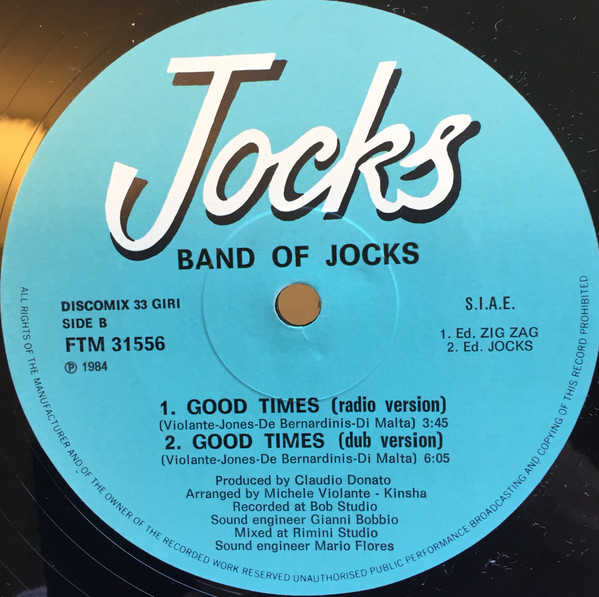 Jocks
BAND OF JOCKS
DISCOMIX 33 GIRI
SIDE B
FTM 31556
℗ 1984
S.I.A.E.
1. Ed. ZIG ZAG
2. Ed. JOCKS
1. GOOD TIMES (radio version)
(Violante-Jones-De Bernardinis-Di Malta) 3:45
2. GOOD TIMES (dub version)
(Violante-Jones-De Bernardinis-Di Malta) 6:05
Produced by Claudio Donato
Arranged by Michele Violante - Kinsha
Recorded at Bob Studio
Sound engineer Gianni Bobbio
Mixed at Rimini Studio
Sound engineer Mario Flores
ALL RIGHTS OF THE MANUFACTURER AND OF THE OWNER OF THE RECORDED WORK RESERVED UNAUTHORISED PUBLIC PERFORMANCE BROADCASTING AND COPYING OF THIS RECORD PROHIBITED